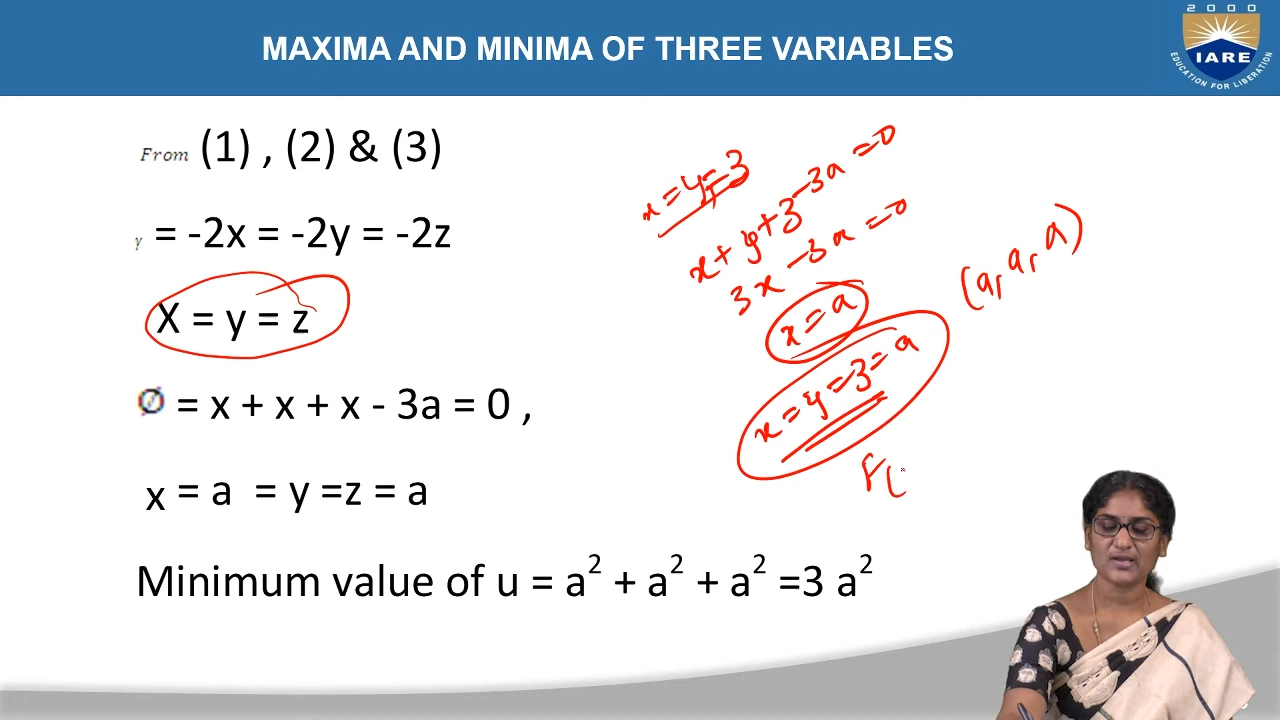 MAXIMA AND MINIMA OF THREE VARIABLES
2000
IARE
EDUCATION FOR LIBERATION
From (1) , (2) & (3)
γ = -2x = -2y = -2z
X = y = z
Ø = x + x + x - 3a = 0 ,
x = a = y =z = a
Minimum value of u = a² + a² + a² =3 a²
x = y = z
x + y + z - 3a = 0
3x - 3a = 0
x = a
x = y = z = a
(a, a, a)
F(